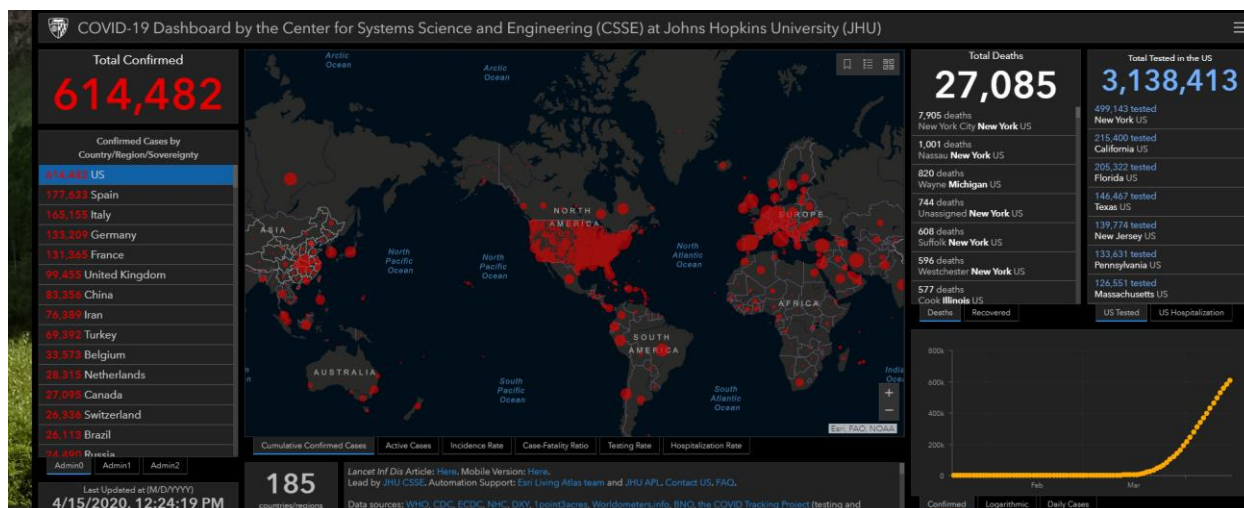 COVID-19 Dashboard by the Center for Systems Science and Engineering (CSSE) at Johns Hopkins University (JHU)
Total Confirmed
614,482
Confirmed Cases by
Country/Region/Sovereignty
614,482 US
177,633 Spain
165,155 Italy
133,209 Germany
131,365 France
99,455 United Kingdom
83,356 China
76,389 Iran
69,392 Turkey
33,573 Belgium
28,315 Netherlands
27,095 Canada
26,336 Switzerland
26,113 Brazil
24,490 Russia
Admin0 Admin1 Admin2
Last Updated at (M/D/YYYY)
4/15/2020, 12:24:19 PM
Arctic
Ocean
Arctic
Ocean
NORTH
AMERICA
EUROPE
ASIA
North
Pacific
Ocean
North
Pacific
Ocean
North
Atlantic
Ocean
AFRICA
SOUTH
AMERICA
AUSTRALIA
South
Pacific
Ocean
South
Atlantic
Ocean
+
−
Esri, FAO, NOAA
Cumulative Confirmed Cases Active Cases Incidence Rate Case-Fatality Ratio Testing Rate Hospitalization Rate
185
countries/regions
Lancet Inf Dis Article: Here. Mobile Version: Here.
Lead by JHU CSSE. Automation Support: Esri Living Atlas team and JHU APL. Contact US. FAQ.
Data sources: WHO, CDC, ECDC, NHC, DXY, 1point3acres, Worldometers.info, BNO, the COVID Tracking Project (testing and
Total Deaths
27,085
7,905 deaths
New York City New York US
1,001 deaths
Nassau New York US
820 deaths
Wayne Michigan US
744 deaths
Unassigned New York US
608 deaths
Suffolk New York US
596 deaths
Westchester New York US
577 deaths
Cook Illinois US
Deaths Recovered
Total Tested in the US
3,138,413
499,143 tested
New York US
215,400 tested
California US
205,322 tested
Florida US
146,467 tested
Texas US
139,774 tested
New Jersey US
133,631 tested
Pennsylvania US
126,551 tested
Massachusetts US
US Tested US Hospitalization
800k
600k
400k
200k
0
Feb Mar
Confirmed Logarithmic Daily Cases